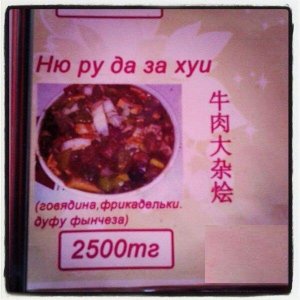 Ню ру да за хуи
牛肉大杂烩
(говядина,фрикадельки.
дуфу фынчеза)
2500тг